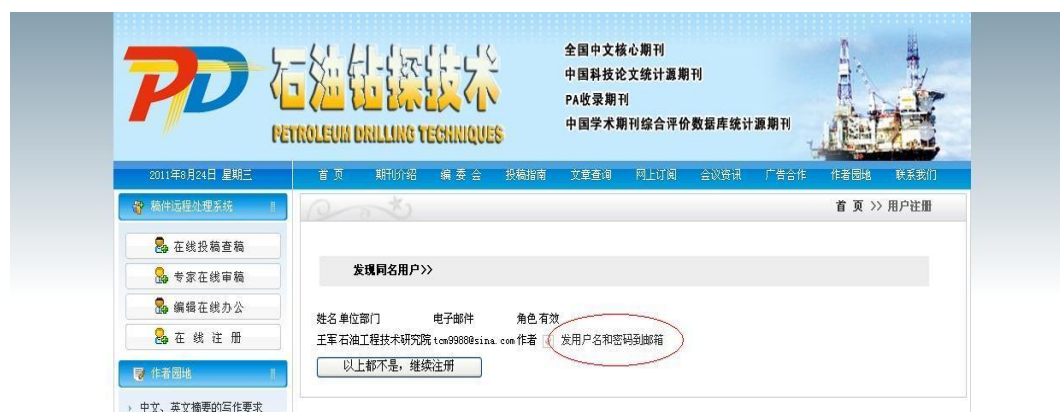 PD
石油钻探技术
PETROLEUM DRILLING TECHNIQUES
全国中文核心期刊
中国科技论文统计源期刊
PA收录期刊
中国学术期刊综合评价数据库统计源期刊
2011年8月24日 星期三
首 页 期刊介绍 编 委 会 投稿指南 文章查询 网上订阅 会议资讯 广告合作 作者园地 联系我们
稿件远程处理系统
首 页 >> 用户注册
在线投稿查稿
专家在线审稿
编辑在线办公
在 线 注 册
作者园地
中文、英文摘要的写作要求
发现同名用户>>
姓名 单位部门 电子邮件 角色 有效
王军 石油工程技术研究院 tcm9988@sina.com 作者 发用户名和密码到邮箱
以上都不是，继续注册